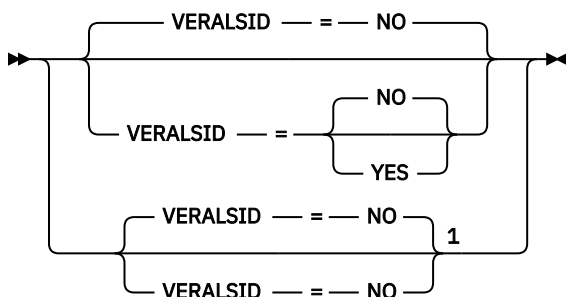 VERALSID = NO
NO
VERALSID =
YES
VERALSID = NO
1
VERALSID = NO